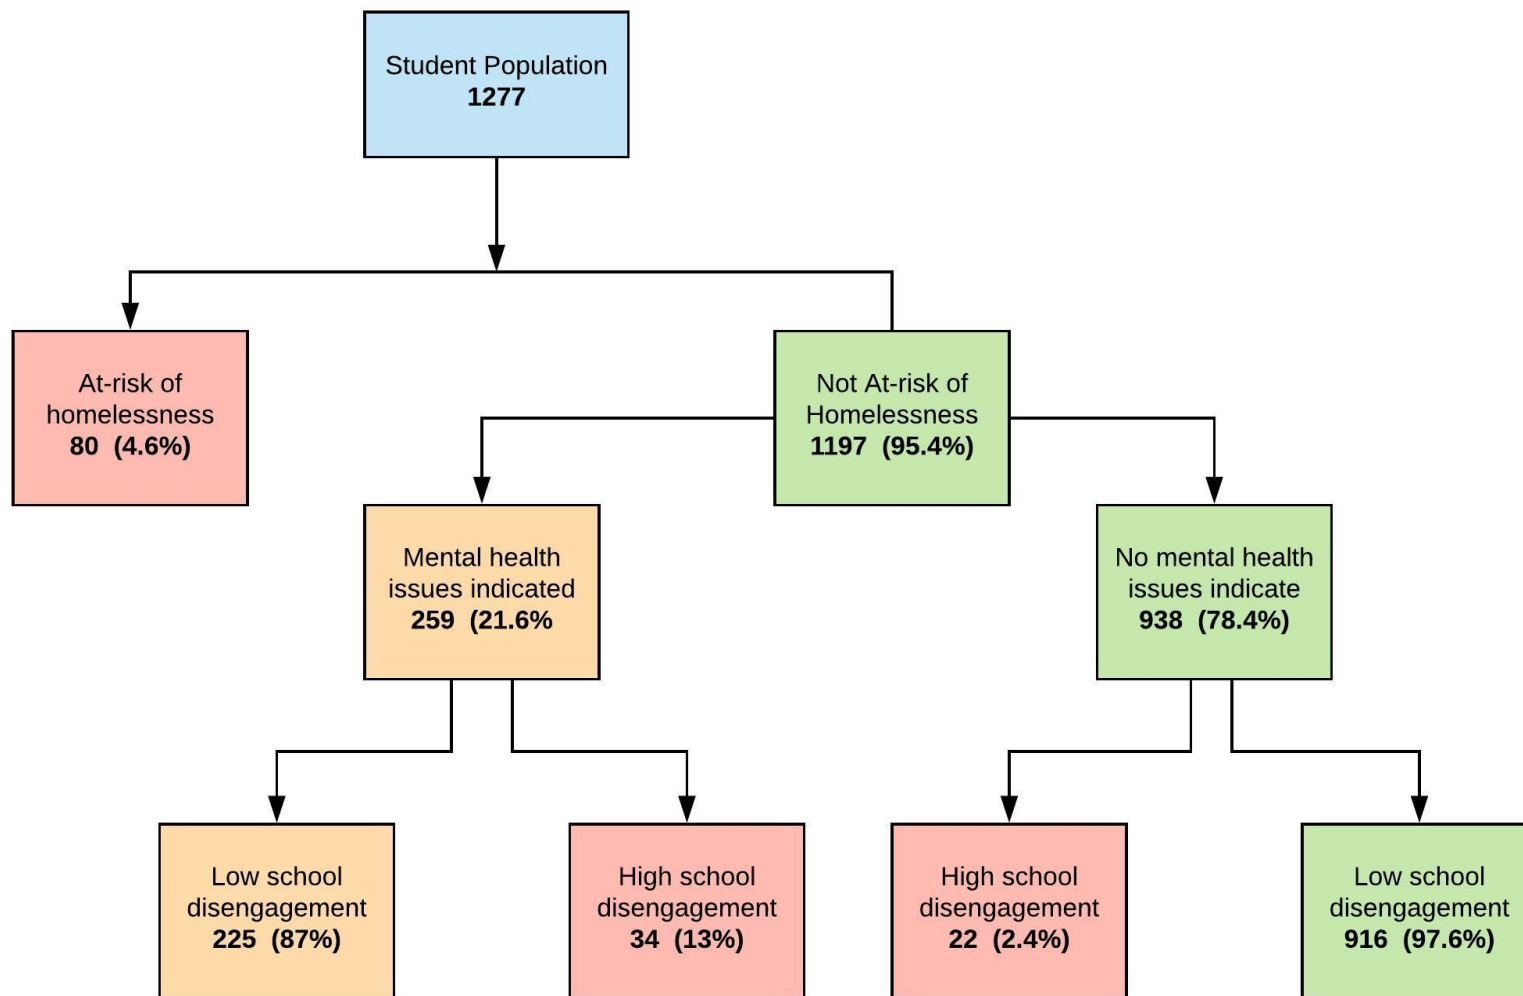 Student Population
1277
At-risk of
homelessness
80 (4.6%)
Not At-risk of
Homelessness
1197 (95.4%)
Mental health
issues indicated
259 (21.6%
No mental health
issues indicate
938 (78.4%)
Low school
disengagement
225 (87%)
High school
disengagement
34 (13%)
High school
disengagement
22 (2.4%)
Low school
disengagement
916 (97.6%)